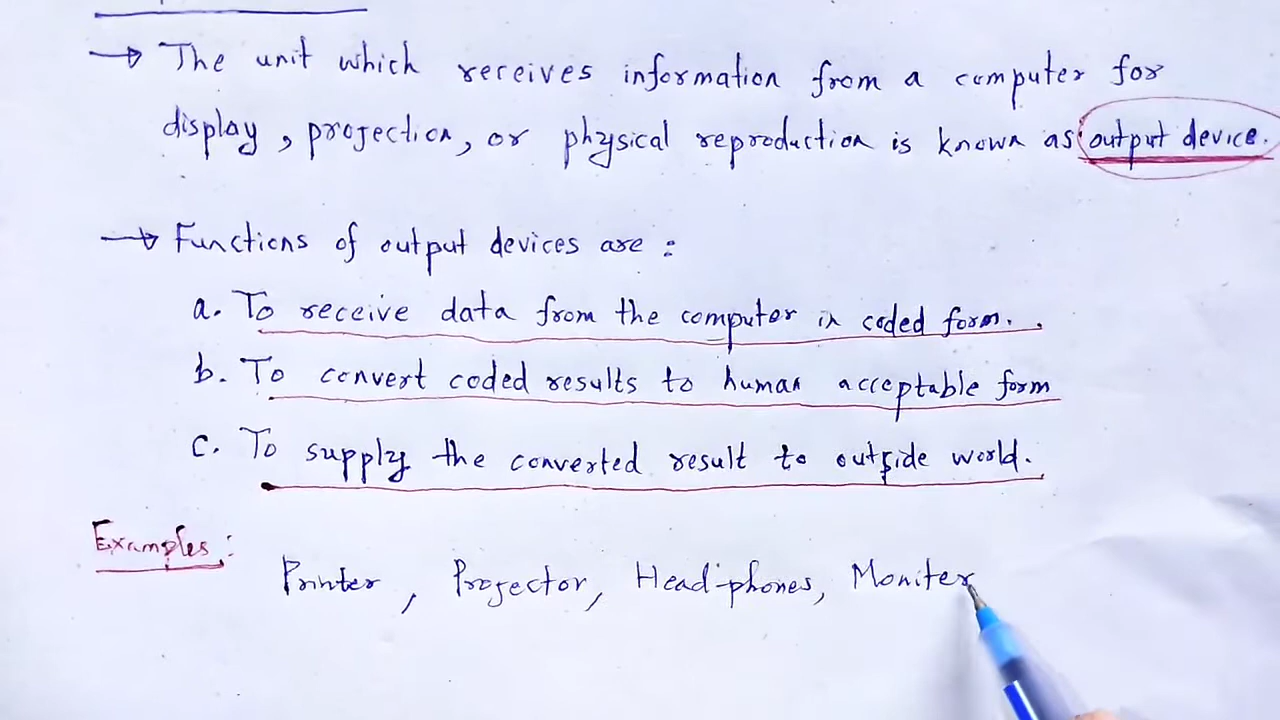 → The unit which receives information from a computer for
display, projection, or physical reproduction is known as output device.
→ Functions of output devices are :
a. To receive data from the computer in coded form.
b. To convert coded results to human acceptable form
c. To supply the converted result to outside world.
Examples :
Printer, Projector, Head-phones, Moniter